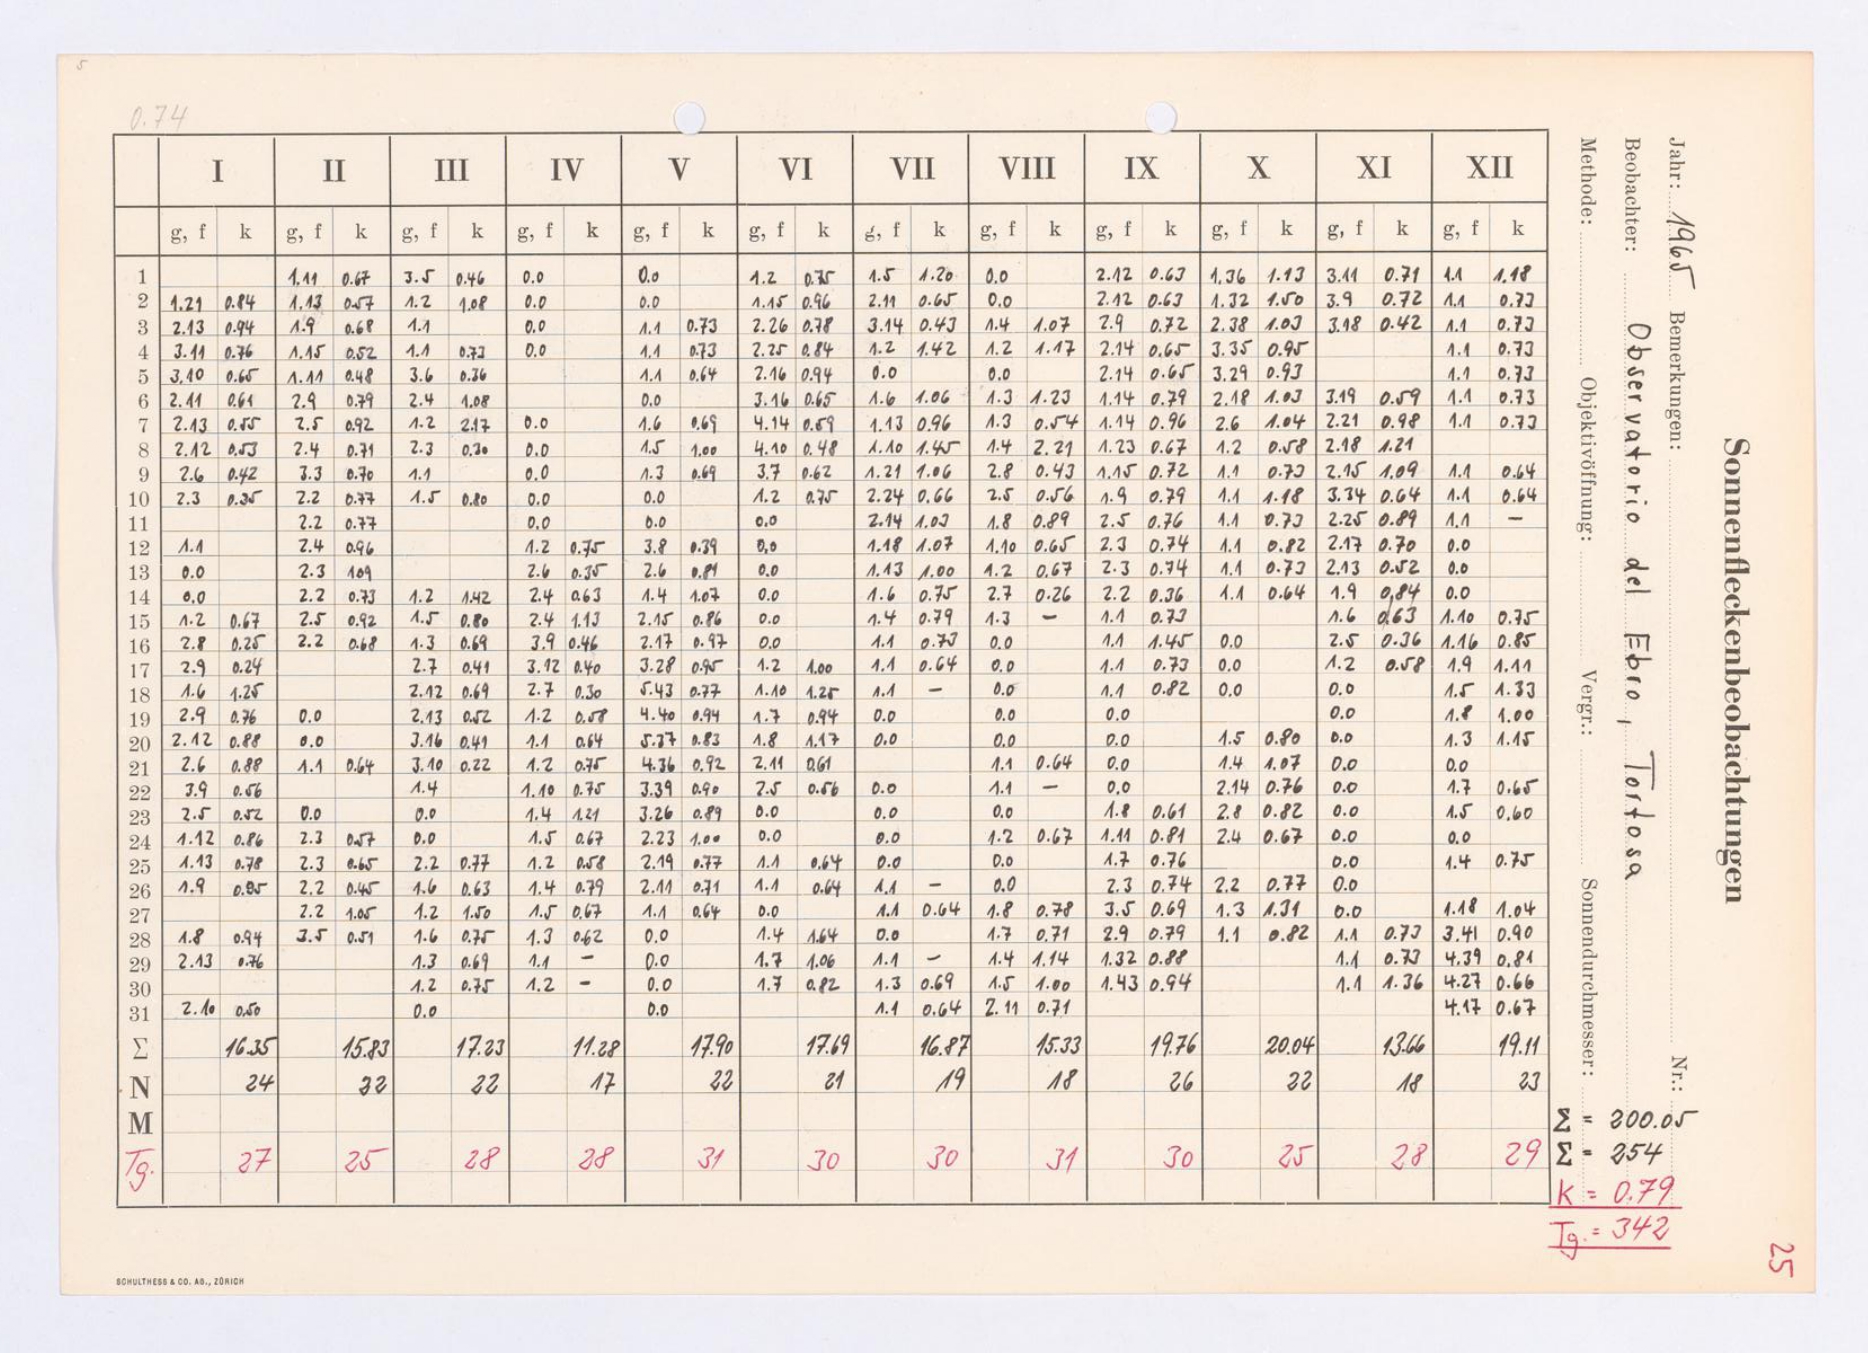 5
0.74
I II III IV V VI VII VIII IX X XI XII
g, f k g, f k g, f k g, f k g, f k g, f k g, f k g, f k g, f k g, f k g, f k g, f k
1 1.11 0.67 3.5 0.46 0.0 0.0 1.2 0.75 1.5 1.20 0.0 2.12 0.63 1.36 1.13 3.11 0.71 1.1 1.18
2 1.21 0.84 1.13 0.57 1.2 1.08 0.0 0.0 1.15 0.96 2.11 0.65 0.0 2.12 0.63 1.32 1.50 3.9 0.72 1.1 0.73
3 2.13 0.94 1.9 0.68 1.1 0.0 1.1 0.73 2.26 0.78 3.14 0.43 1.4 1.07 2.9 0.72 2.38 1.03 3.18 0.42 1.1 0.73
4 3.11 0.76 1.15 0.52 1.1 0.73 0.0 1.1 0.73 2.25 0.84 1.2 1.42 1.2 1.17 2.14 0.65 3.35 0.95 1.1 0.73
5 3.10 0.65 1.11 0.48 3.6 0.36 1.1 0.64 2.16 0.94 0.0 0.0 2.14 0.65 3.29 0.93 1.1 0.73
6 2.11 0.61 2.9 0.79 2.4 1.08 0.0 3.16 0.65 1.6 1.06 1.3 1.23 1.14 0.79 2.18 1.03 3.19 0.59 1.1 0.73
7 2.13 0.55 2.5 0.92 1.2 2.17 0.0 1.6 0.69 4.14 0.59 1.13 0.96 1.3 0.54 1.14 0.96 2.6 1.04 2.21 0.98 1.1 0.73
8 2.12 0.53 2.4 0.71 2.3 0.30 0.0 1.5 1.00 4.10 0.48 1.10 1.45 1.4 2.21 1.23 0.67 1.2 0.58 2.18 1.21
9 2.6 0.42 3.3 0.70 1.1 0.0 1.3 0.69 3.7 0.62 1.21 1.06 2.8 0.43 1.15 0.72 1.1 0.73 2.15 1.09 1.1 0.64
10 2.3 0.35 2.2 0.77 1.5 0.80 0.0 0.0 1.2 0.75 2.24 0.66 2.5 0.56 1.9 0.79 1.1 1.18 3.34 0.64 1.1 0.64
11 2.2 0.77 0.0 0.0 0.0 2.14 1.03 1.8 0.89 2.5 0.76 1.1 0.73 2.25 0.89 1.1 –
12 1.1 2.4 0.96 1.2 0.75 3.8 0.39 0.0 1.18 1.07 1.10 0.65 2.3 0.74 1.1 0.82 2.17 0.70 0.0
13 0.0 2.3 1.09 2.6 0.35 2.6 0.81 0.0 1.13 1.00 1.2 0.67 2.3 0.74 1.1 0.73 2.13 0.52 0.0
14 0.0 2.2 0.73 1.2 1.42 2.4 0.63 1.4 1.07 0.0 1.6 0.75 2.7 0.26 2.2 0.36 1.1 0.64 1.9 0.84 0.0
15 1.2 0.67 2.5 0.92 1.5 0.80 2.4 1.13 2.15 0.86 0.0 1.4 0.79 1.3 – 1.1 0.73 1.6 0.63 1.10 0.75
16 2.8 0.25 2.2 0.68 1.3 0.69 3.9 0.46 2.17 0.97 0.0 1.1 0.73 0.0 1.1 1.45 0.0 2.5 0.36 1.16 0.85
17 2.9 0.24 2.7 0.41 3.12 0.40 3.28 0.95 1.2 1.00 1.1 0.64 0.0 1.1 0.73 0.0 1.2 0.58 1.9 1.11
18 1.6 1.25 2.12 0.69 2.7 0.30 5.43 0.77 1.10 1.25 1.1 – 0.0 1.1 0.82 0.0 0.0 1.5 1.33
19 2.9 0.76 0.0 2.13 0.52 1.2 0.58 4.40 0.94 1.7 0.94 0.0 0.0 0.0 0.0 1.8 1.00
20 2.12 0.88 0.0 3.16 0.41 1.1 0.64 5.37 0.83 1.8 1.17 0.0 0.0 0.0 1.5 0.80 0.0 1.3 1.15
21 2.6 0.88 1.1 0.64 3.10 0.22 1.2 0.75 4.36 0.92 2.11 0.61 1.1 0.64 0.0 1.4 1.07 0.0 0.0
22 3.9 0.56 1.4 1.10 0.75 3.39 0.90 2.5 0.56 0.0 1.1 – 0.0 2.14 0.76 0.0 1.7 0.65
23 2.5 0.52 0.0 0.0 1.4 1.21 3.26 0.89 0.0 0.0 0.0 1.8 0.61 2.8 0.82 0.0 1.5 0.60
24 1.12 0.86 2.3 0.57 0.0 1.5 0.67 2.23 1.00 0.0 0.0 1.2 0.67 1.11 0.81 2.4 0.67 0.0 0.0
25 1.13 0.78 2.3 0.65 2.2 0.77 1.2 0.58 2.19 0.77 1.1 0.64 0.0 0.0 1.7 0.76 0.0 1.4 0.75
26 1.9 0.85 2.2 0.45 1.6 0.63 1.4 0.79 2.11 0.71 1.1 0.64 1.1 – 0.0 2.3 0.74 2.2 0.77 0.0
27 2.2 1.05 1.2 1.50 1.5 0.67 1.1 0.64 0.0 1.1 0.64 1.8 0.78 3.5 0.69 1.3 1.31 0.0 1.18 1.04
28 1.8 0.94 3.5 0.51 1.6 0.75 1.3 0.62 0.0 1.4 1.64 0.0 1.7 0.71 2.9 0.79 1.1 0.82 1.1 0.73 3.41 0.90
29 2.13 0.76 1.3 0.69 1.1 – 0.0 1.7 1.06 1.1 – 1.4 1.14 1.32 0.88 1.1 0.73 4.39 0.81
30 1.2 0.75 1.2 – 0.0 1.7 0.82 1.3 0.69 1.5 1.00 1.43 0.94 1.1 1.36 4.27 0.66
31 2.10 0.50 0.0 0.0 1.1 0.64 2.11 0.71 4.17 0.67
Σ 16.35 15.83 17.23 11.28 17.90 17.69 16.87 15.33 19.76 20.04 13.66 19.11
N 24 22 22 17 22 21 19 18 26 22 18 23
M
Tg. 27 25 28 28 31 30 30 31 30 25 28 29
Σ = 200.05
Σ = 254
K = 0.79
Tg. = 342
Sonnenfleckenbeobachtungen
Jahr: 1965 Bemerkungen: Nr.:
Beobachter: Observatorio del Ebro, Tortosa
Methode: Objektivöffnung: Vergr.: Sonnendurchmesser:
25
SCHULTHESS & CO. AG., ZÜRICH